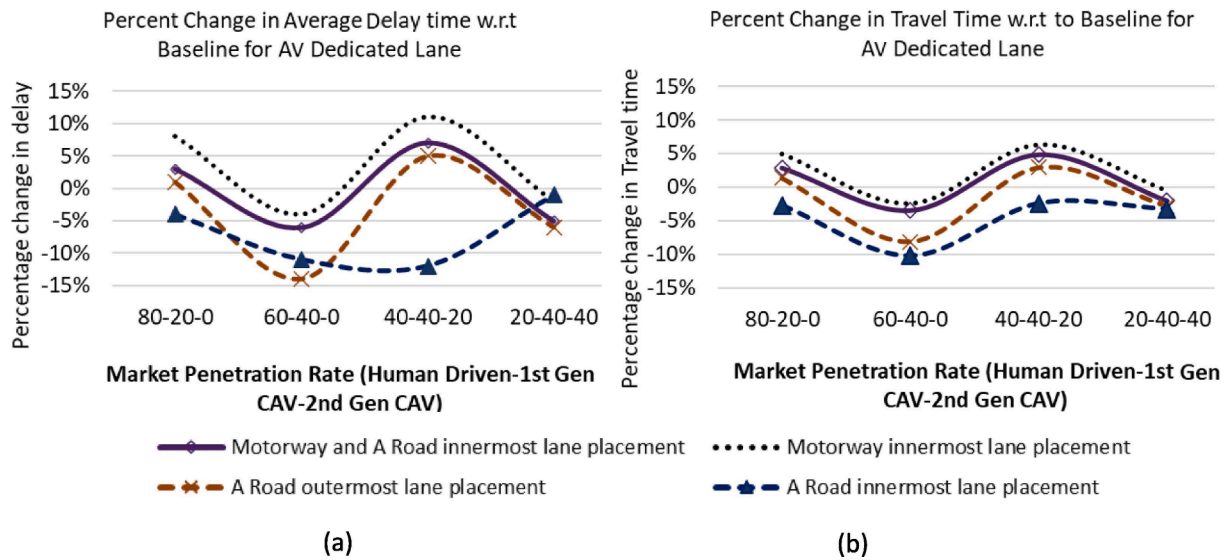 Percent Change in Average Delay time w.r.t
Baseline for AV Dedicated Lane
Percentage change in delay
15%
10%
5%
0%
-5%
-10%
-15%
80-20-0 60-40-0 40-40-20 20-40-40
Market Penetration Rate (Human Driven-1st Gen
CAV-2nd Gen CAV)
Percent Change in Travel Time w.r.t to Baseline for
AV Dedicated Lane
Percentage change in Travel time
15%
10%
5%
0%
-5%
-10%
-15%
80-20-0 60-40-0 40-40-20 20-40-40
Market Penetration Rate (Human Driven-1st Gen
CAV-2nd Gen CAV)
Motorway and A Road innermost lane placement
Motorway innermost lane placement
A Road outermost lane placement
A Road innermost lane placement
(a)
(b)